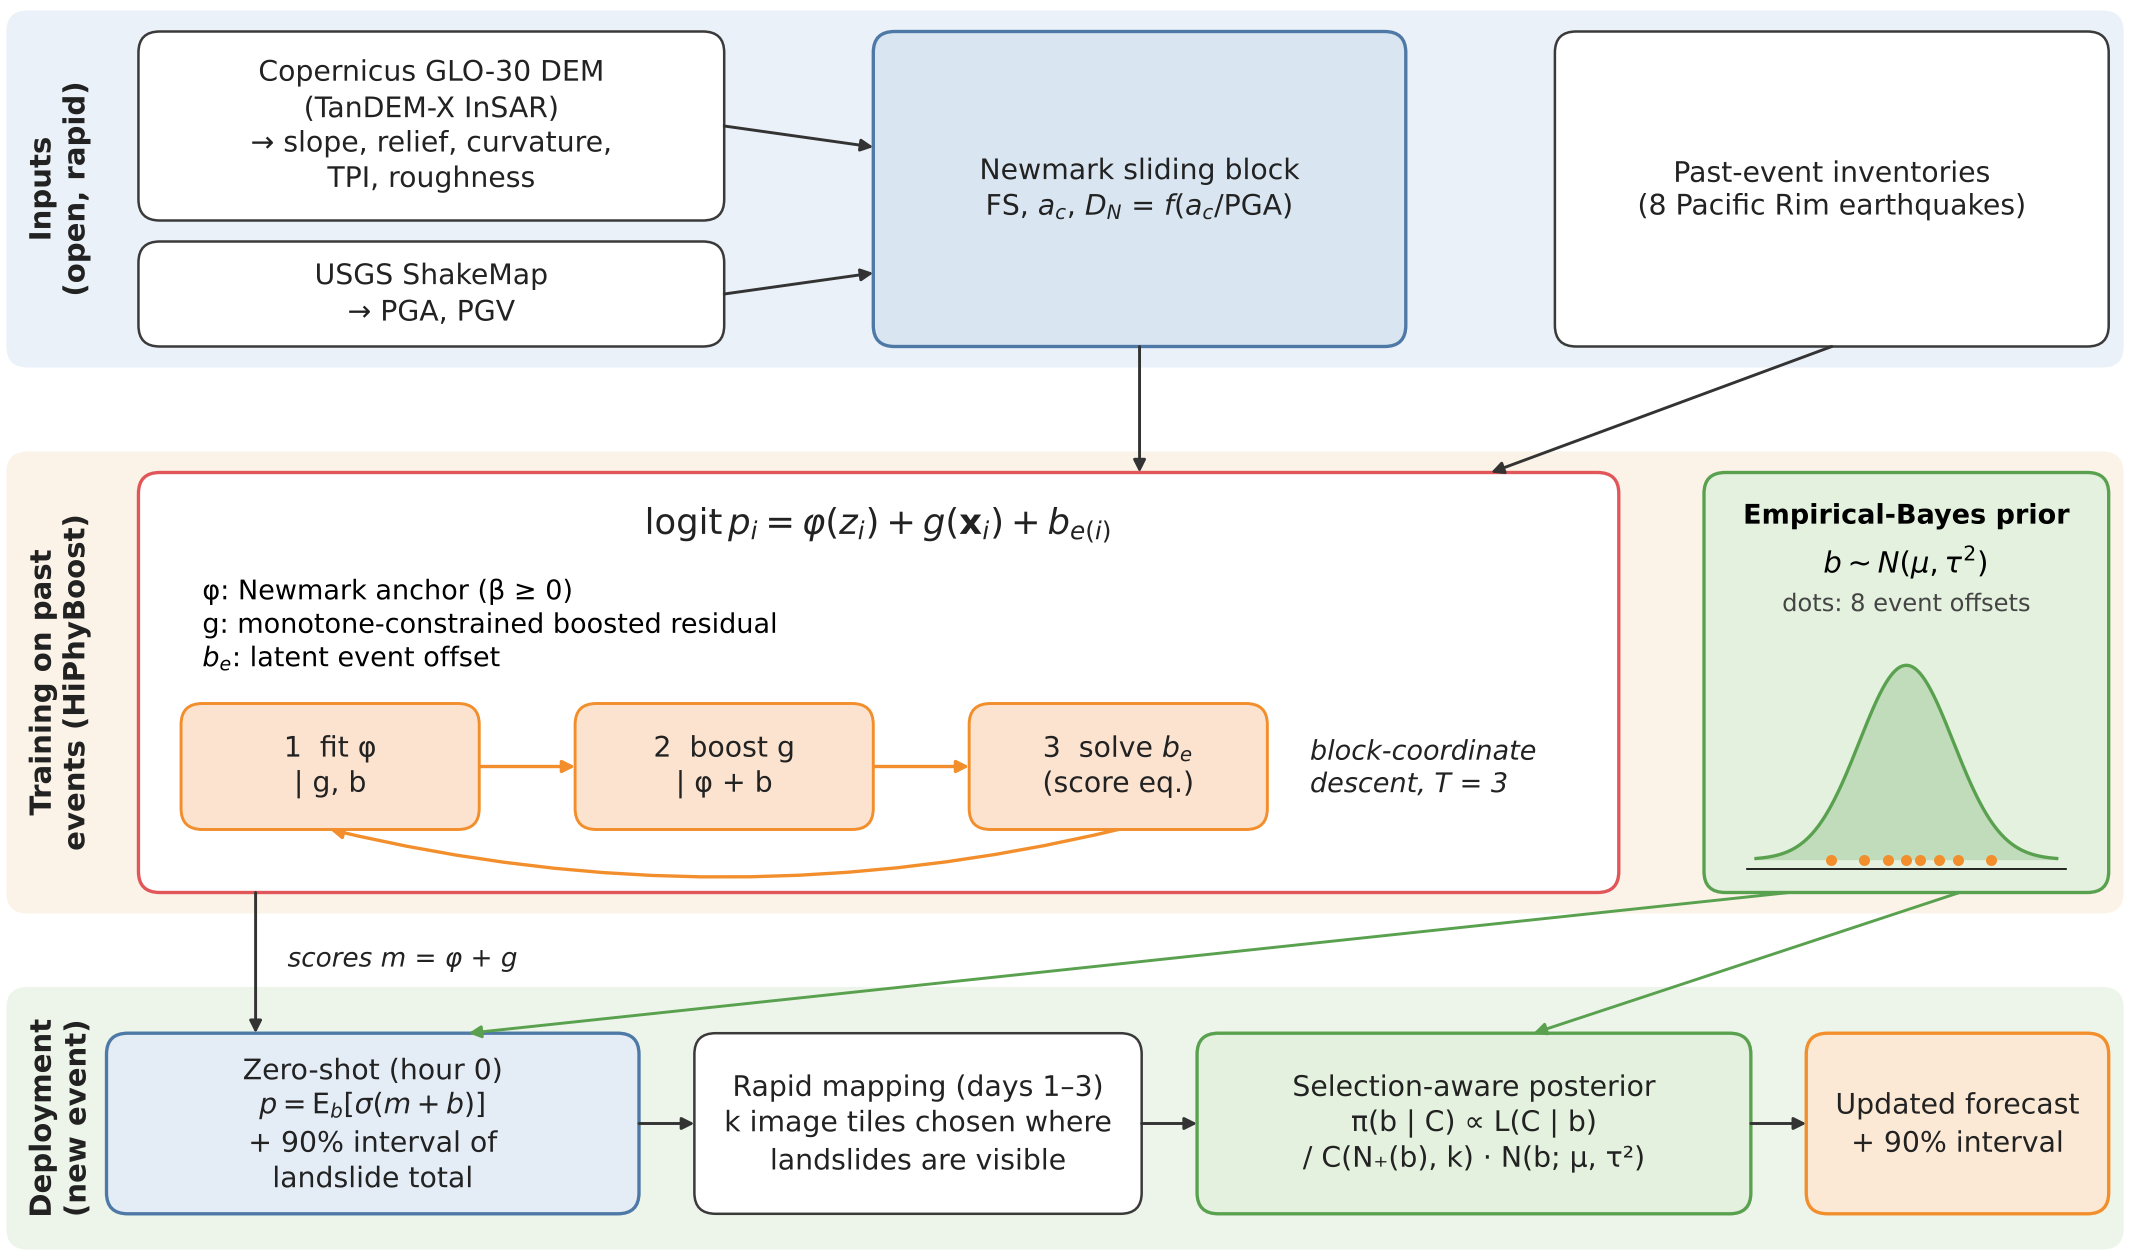 Inputs
(open, rapid)
Copernicus GLO-30 DEM
(TanDEM-X InSAR)
→ slope, relief, curvature,
TPI, roughness
USGS ShakeMap
→ PGA, PGV
Newmark sliding block
FS, a_c, D_N = f(a_c/PGA)
Past-event inventories
(8 Pacific Rim earthquakes)
Training on past
events (HiPhyBoost)
logit p_i = φ(z_i) + g(x_i) + b_{e(i)}
φ: Newmark anchor (β ≥ 0)
g: monotone-constrained boosted residual
b_e: latent event offset
1 fit φ
| g, b
2 boost g
| φ + b
3 solve b_e
(score eq.)
block-coordinate
descent, T = 3
Empirical-Bayes prior
b ~ N(μ, τ²)
dots: 8 event offsets
scores m = φ + g
Deployment
(new event)
Zero-shot (hour 0)
p = E_b[σ(m + b)]
+ 90% interval of
landslide total
Rapid mapping (days 1–3)
k image tiles chosen where
landslides are visible
Selection-aware posterior
π(b | C) ∝ L(C | b)
/ C(N₊(b), k) · N(b; μ, τ²)
Updated forecast
+ 90% interval